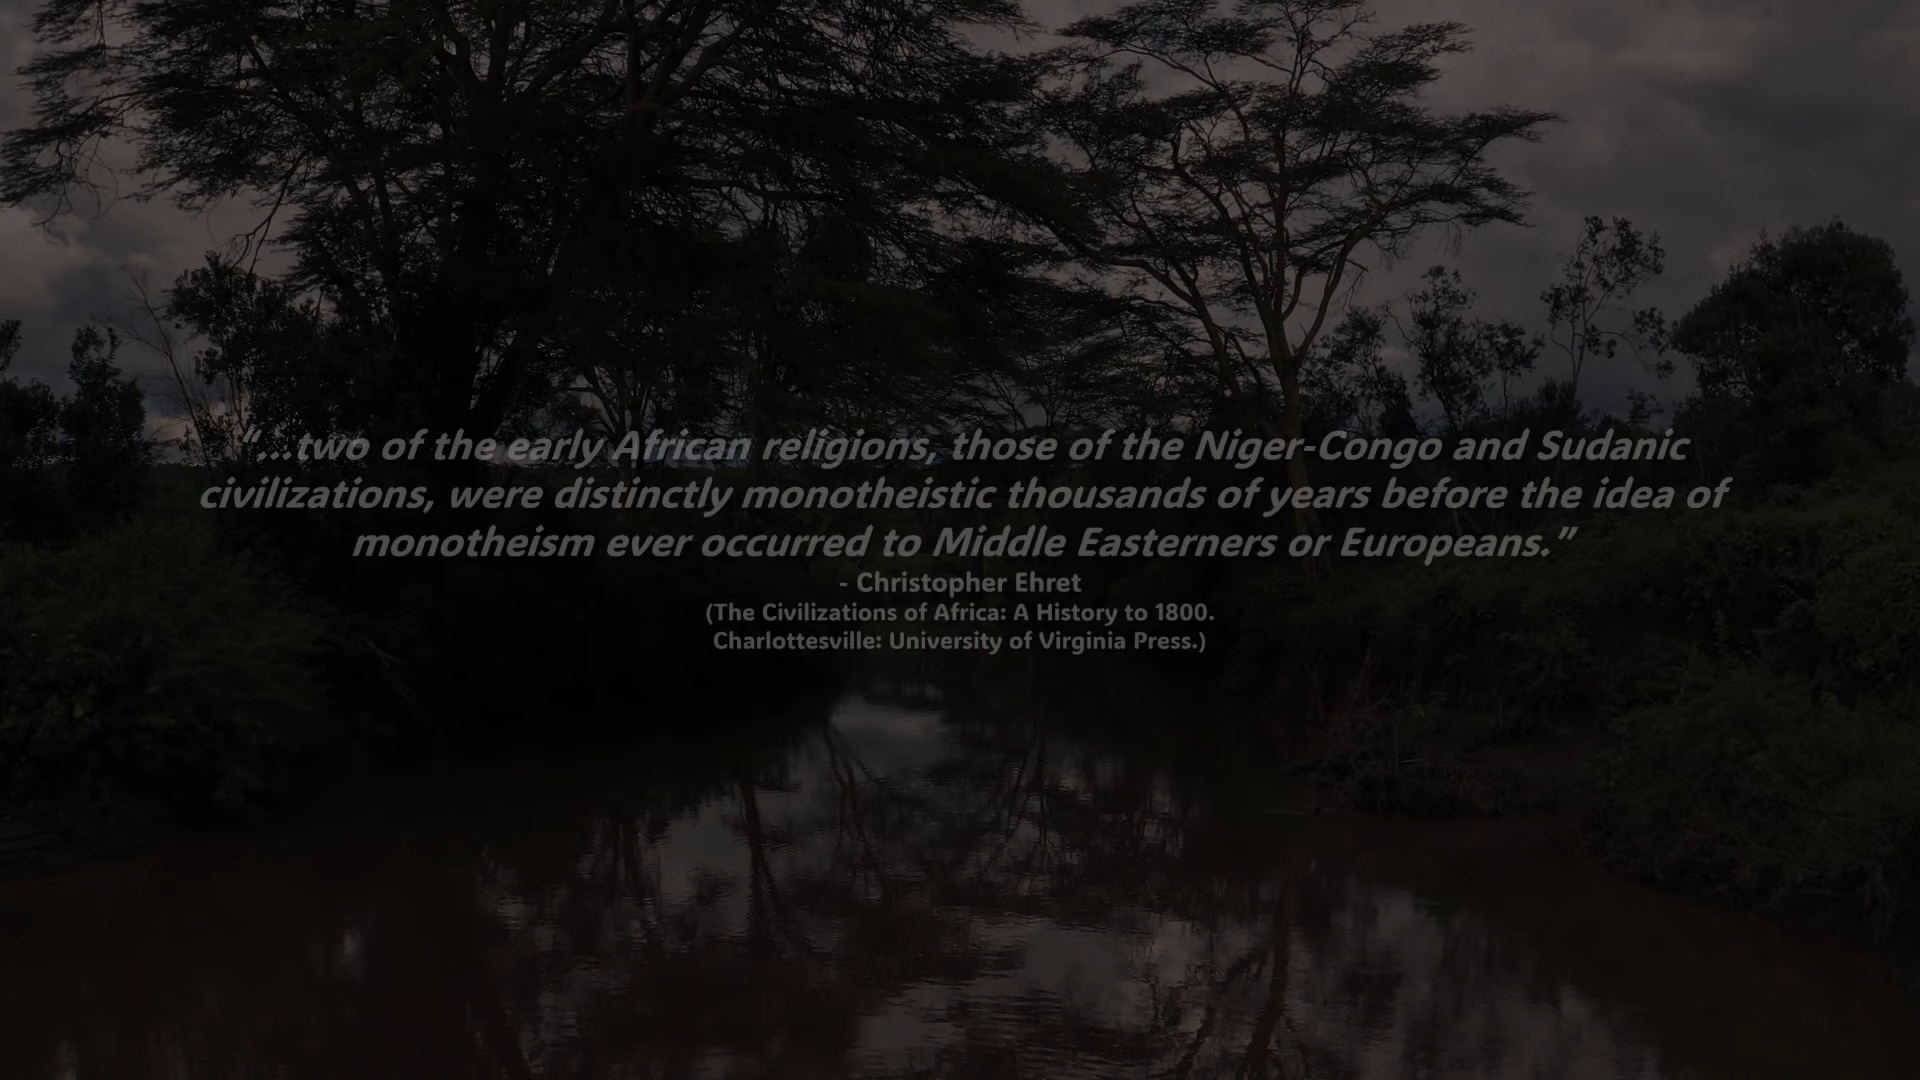 “...two of the early African religions, those of the Niger-Congo and Sudanic
civilizations, were distinctly monotheistic thousands of years before the idea of
monotheism ever occurred to Middle Easterners or Europeans.”
- Christopher Ehret
(The Civilizations of Africa: A History to 1800.
Charlottesville: University of Virginia Press.)